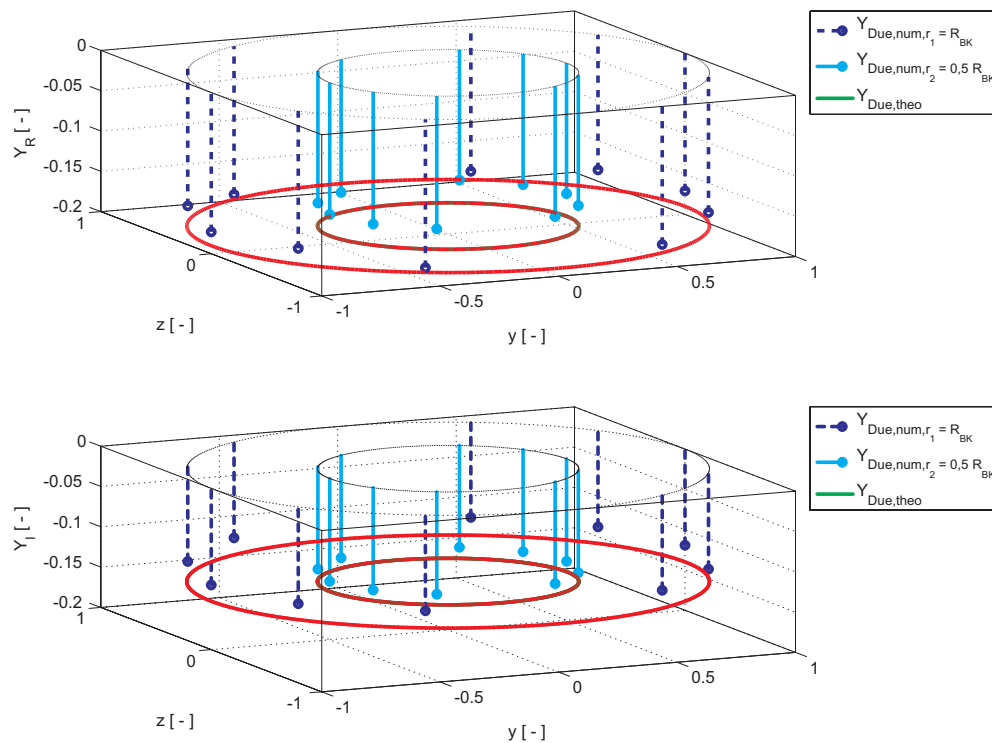 0
-0.05
-0.1
-0.15
-0.2
Y_R [ - ]
1
0
-1
z [ - ]
-1
-0.5
0
0.5
1
y [ - ]
Y_Due,num,r_1 = R_BK
Y_Due,num,r_2 = 0,5 R_BK
Y_Due,theo
0
-0.05
-0.1
-0.15
-0.2
Y_I [ - ]
1
0
-1
z [ - ]
-1
-0.5
0
0.5
1
y [ - ]
Y_Due,num,r_1 = R_BK
Y_Due,num,r_2 = 0,5 R_BK
Y_Due,theo